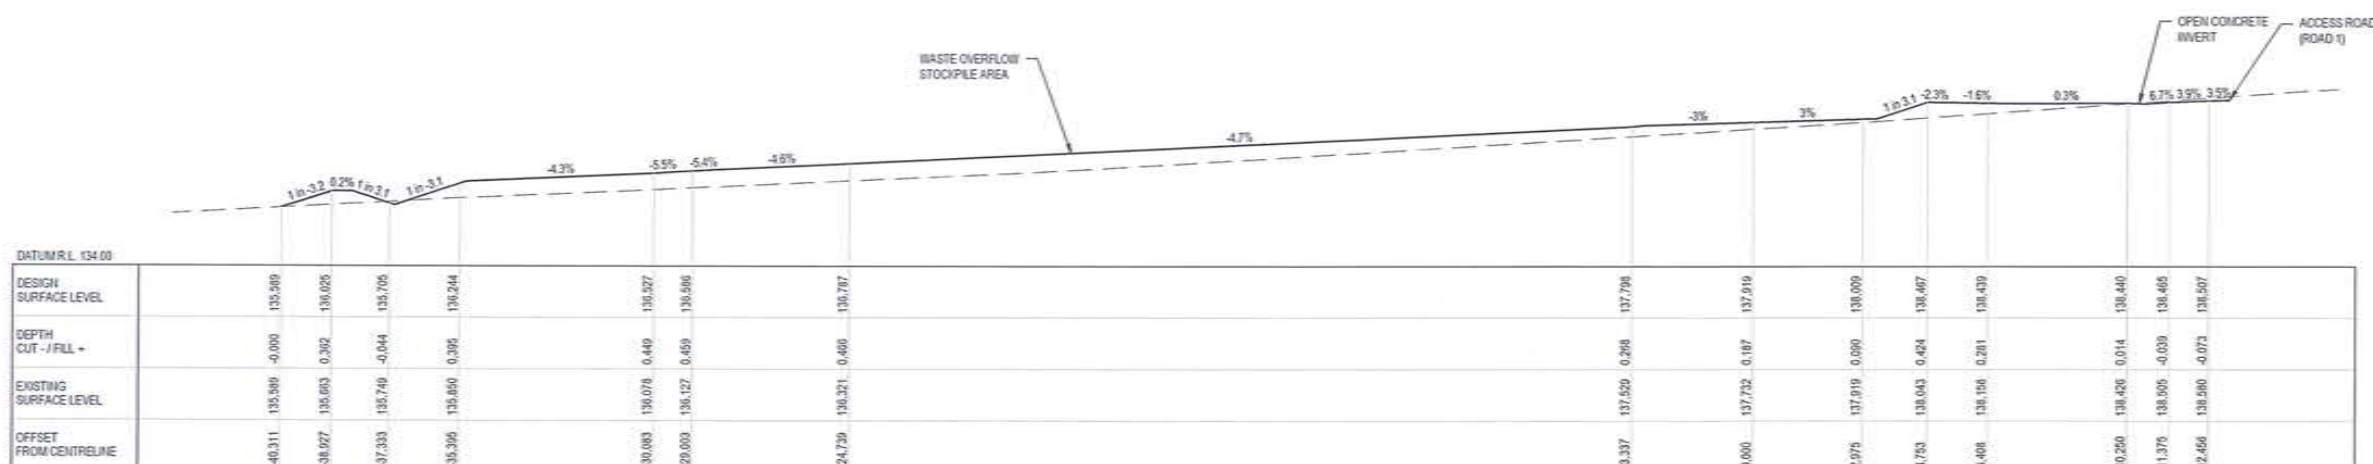 OPEN CONCRETE
INVERT
ACCESS ROAD
(ROAD 1)
WASTE OVERFLOW
STOCKPILE AREA
1 in -3.2 0.2% 1 in 3.1 1 in -3.1 -4.3% -5.5% -5.4% -4.6% -4.7% -3% 3% 1 in 3.1 -2.3% -1.6% 0.3% 6.7% 3.9% 3.5%
DATUM R.L. 134.00
DESIGN
SURFACE LEVEL
135.589 136.025 135.705 136.244 136.527 136.586 136.787 137.798 137.919 138.009 138.467 138.439 138.440 138.465 138.507
DEPTH
CUT - / FILL +
-0.000 0.362 -0.044 0.395 0.449 0.459 0.466 0.268 0.187 0.090 0.424 0.281 0.014 -0.039 -0.073
EXISTING
SURFACE LEVEL
135.589 135.663 135.749 135.850 136.078 136.127 136.321 137.529 137.732 137.919 138.043 138.158 138.426 138.505 138.580
OFFSET
FROM CENTRELINE
40.311 38.927 37.333 35.395 30.083 29.003 24.739 3.337 .000 2.975 .753 .408 0.250 1.375 2.456